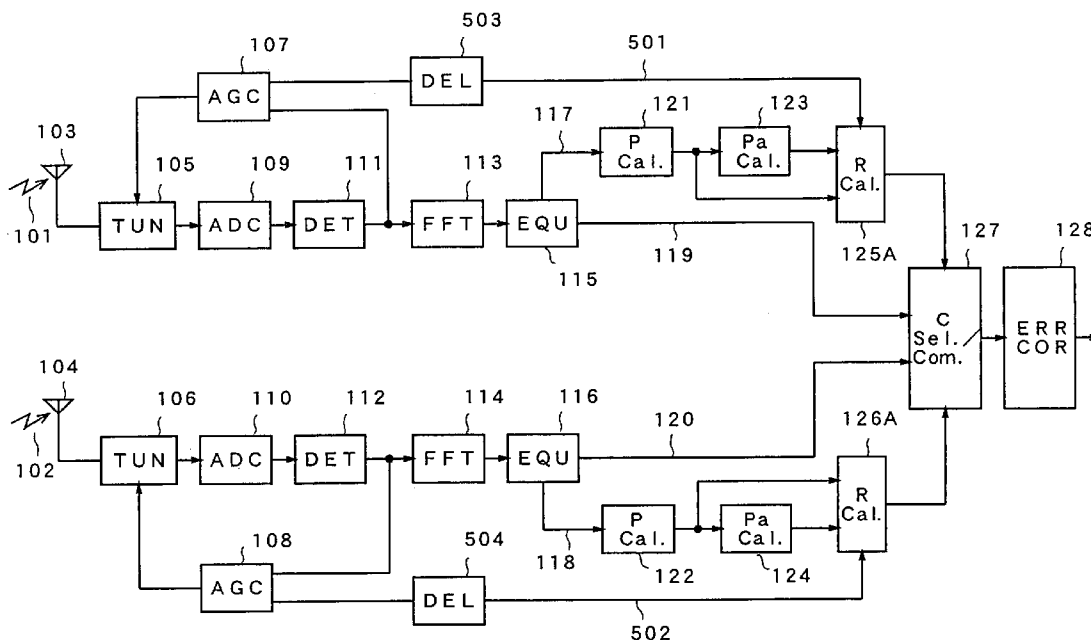 503
501
107
DEL
AGC
117
121
123
P
Cal.
Pa
Cal.
R
Cal.
103
105
109
111
113
101
TUN
ADC
DET
FFT
EQU
115
119
125A
127
128
C
Sel.
Com.
ERR
COR
104
106
110
112
114
116
120
126A
102
TUN
ADC
DET
FFT
EQU
R
Cal.
P
Cal.
Pa
Cal.
118
122
124
108
504
AGC
DEL
502